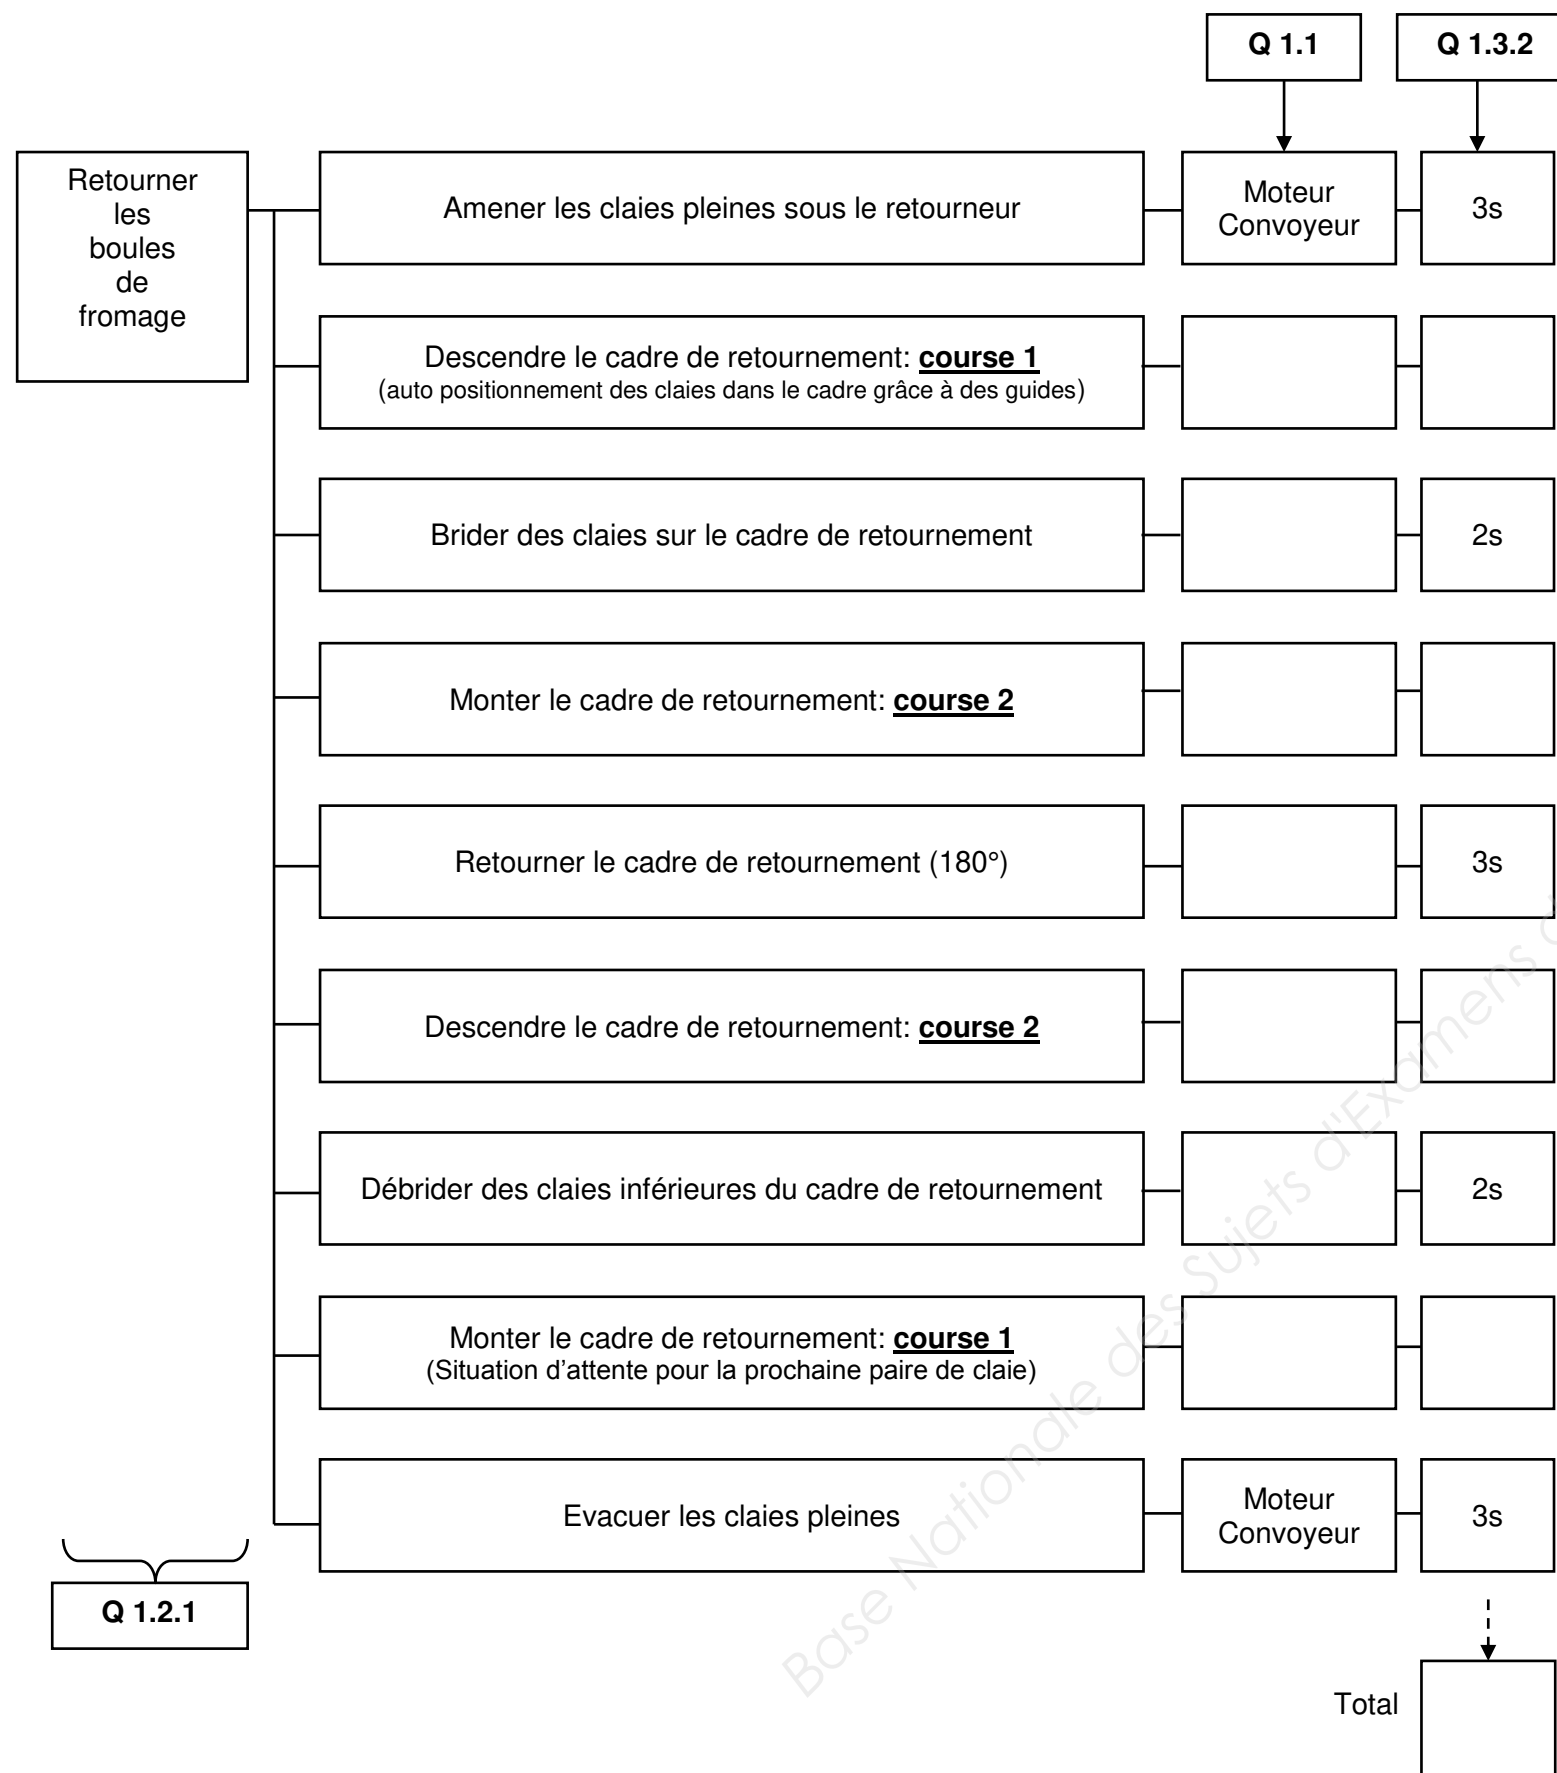 Q 1.1
Q 1.3.2
Retourner
les
boules
de
fromage
Amener les claies pleines sous le retourneur
Moteur
Convoyeur
3s
Descendre le cadre de retournement: course 1
(auto positionnement des claies dans le cadre grâce à des guides)
Brider des claies sur le cadre de retournement
2s
Monter le cadre de retournement: course 2
Retourner le cadre de retournement (180°)
3s
Descendre le cadre de retournement: course 2
Débrider des claies inférieures du cadre de retournement
2s
Monter le cadre de retournement: course 1
(Situation d'attente pour la prochaine paire de claie)
Evacuer les claies pleines
Moteur
Convoyeur
3s
Q 1.2.1
Total
Base Nationale des Sujets d'Examens d